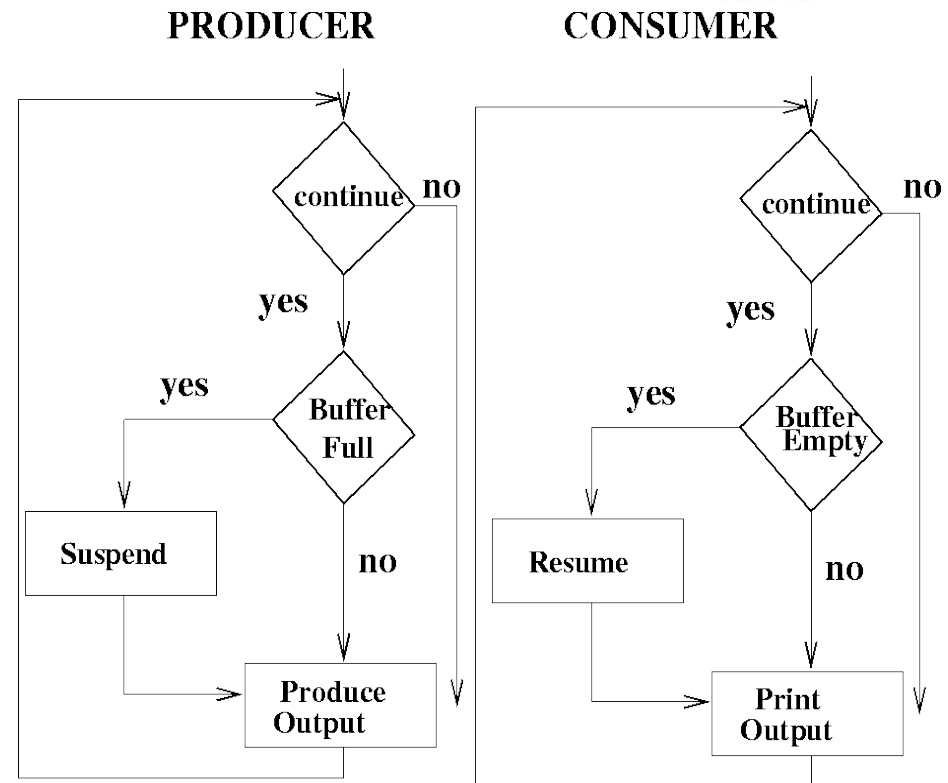 PRODUCER
continue
no
yes
Buffer
Full
yes
Suspend
no
Produce
Output
CONSUMER
continue
no
yes
Buffer
Empty
yes
Resume
no
Print
Output